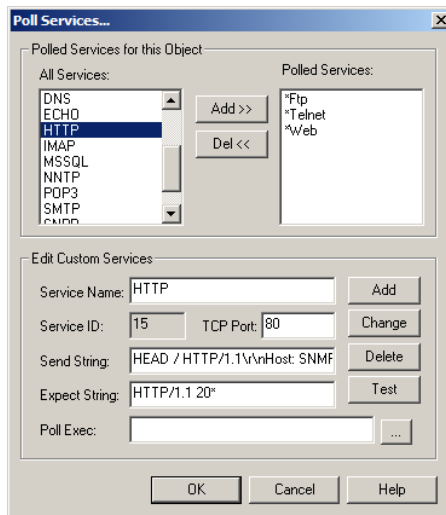 Poll Services...
Polled Services for this Object
All Services:
Polled Services:
DNS
ECHO
HTTP
IMAP
MSSQL
NNTP
POP3
SMTP
Add >>
Del <<
*Ftp
*Telnet
*Web
Edit Custom Services
Service Name: HTTP
Add
Service ID: 15 TCP Port: 80
Change
Send String: HEAD / HTTP/1.1\r\nHost: SNMF
Delete
Expect String: HTTP/1.1 20*
Test
Poll Exec:
...
OK Cancel Help